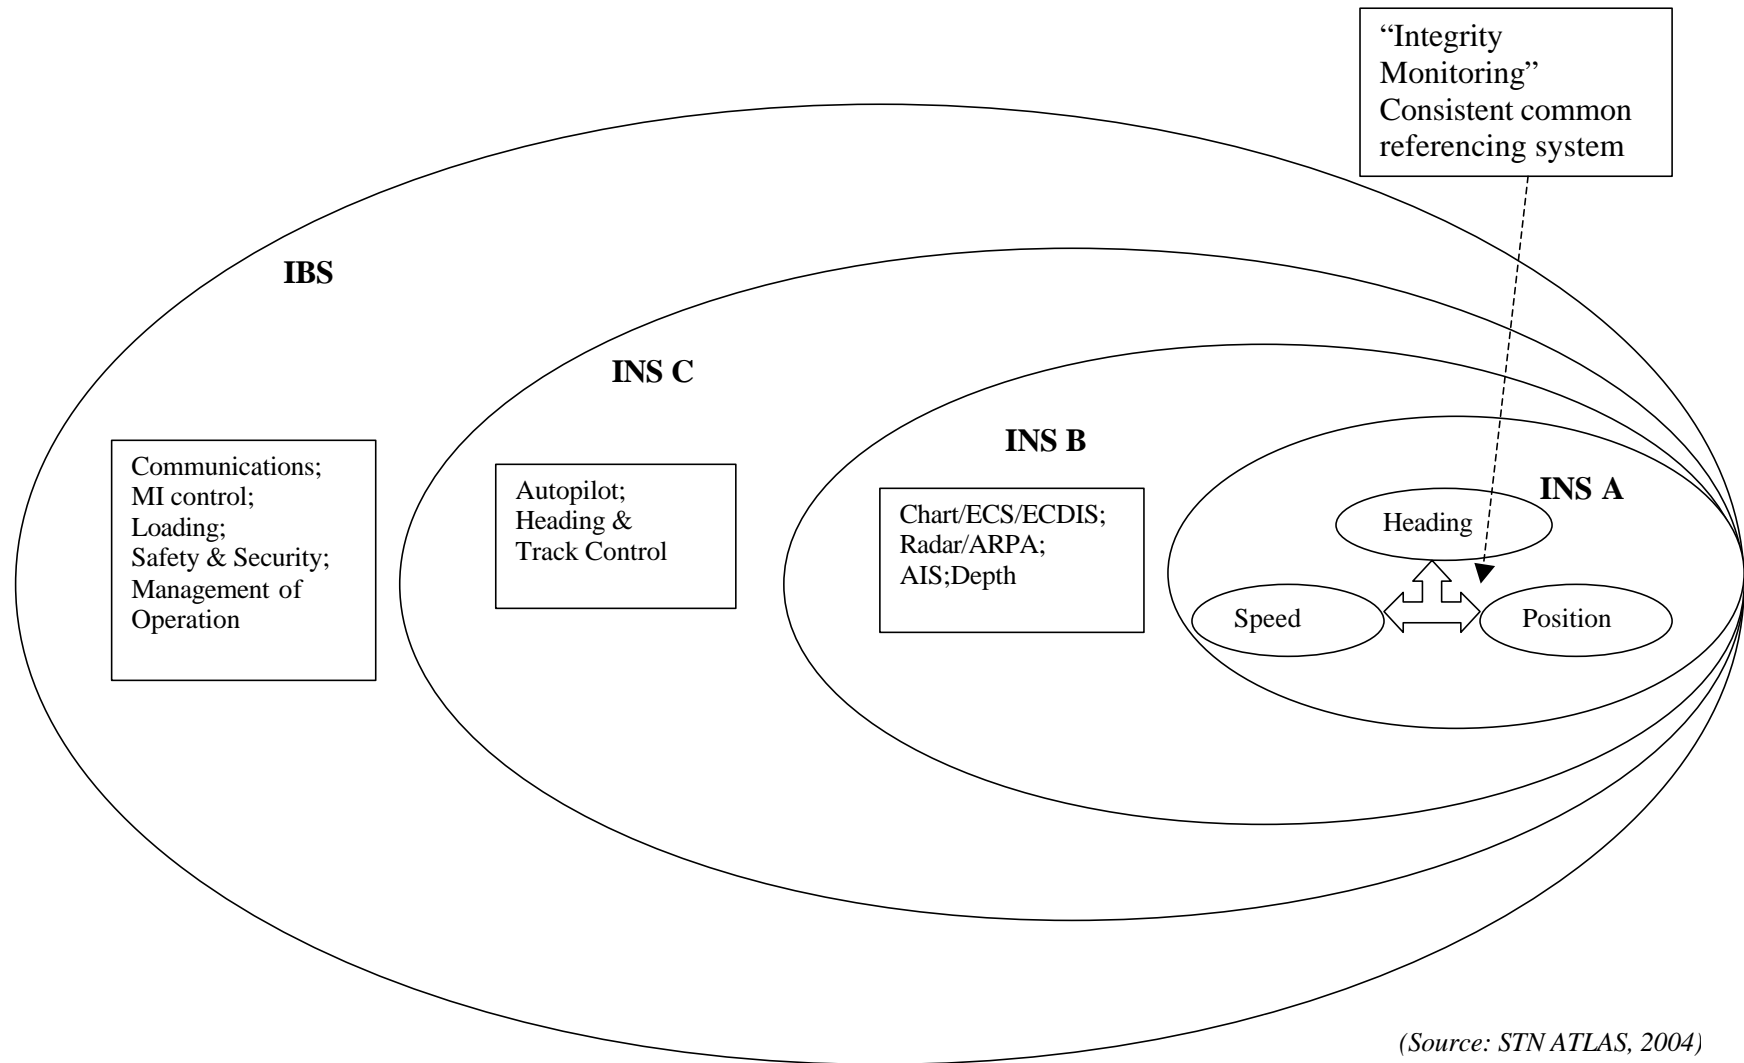 “Integrity
Monitoring”
Consistent common
referencing system
IBS
INS C
INS B
INS A
Communications;
MI control;
Loading;
Safety & Security;
Management of
Operation
Autopilot;
Heading &
Track Control
Chart/ECS/ECDIS;
Radar/ARPA;
AIS;Depth
Heading
Speed
Position
(Source: STN ATLAS, 2004)